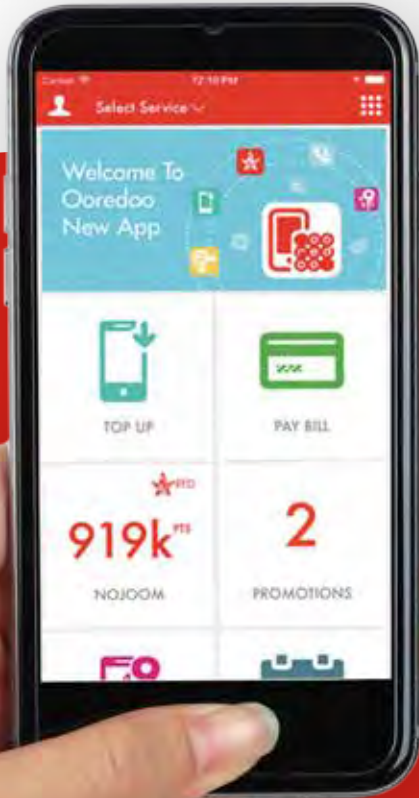 12:10 PM
Select Service
Welcome To
Ooredoo
New App
TOP UP
PAY BILL
919k PTS
NOJOOM
2
PROMOTIONS